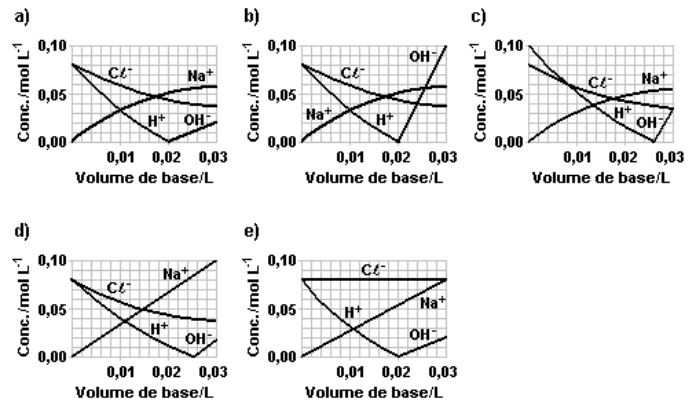 a)
Conc./mol L⁻¹
0,10
0,05
0,00
Cℓ⁻
Na⁺
H⁺
OH⁻
0,01 0,02 0,03
Volume de base/L
b)
Conc./mol L⁻¹
0,10
0,05
0,00
OH⁻
Cℓ⁻
Na⁺
H⁺
0,01 0,02 0,03
Volume de base/L
c)
Conc./mol L⁻¹
0,10
0,05
0,00
Cℓ⁻
Na⁺
H⁺
OH⁻
0,01 0,02 0,03
Volume de base/L
d)
Conc./mol L⁻¹
0,10
0,05
0,00
Na⁺
Cℓ⁻
H⁺
OH⁻
0,01 0,02 0,03
Volume de base/L
e)
Conc./mol L⁻¹
0,10
0,05
0,00
Cℓ⁻
H⁺
Na⁺
OH⁻
0,01 0,02 0,03
Volume de base/L